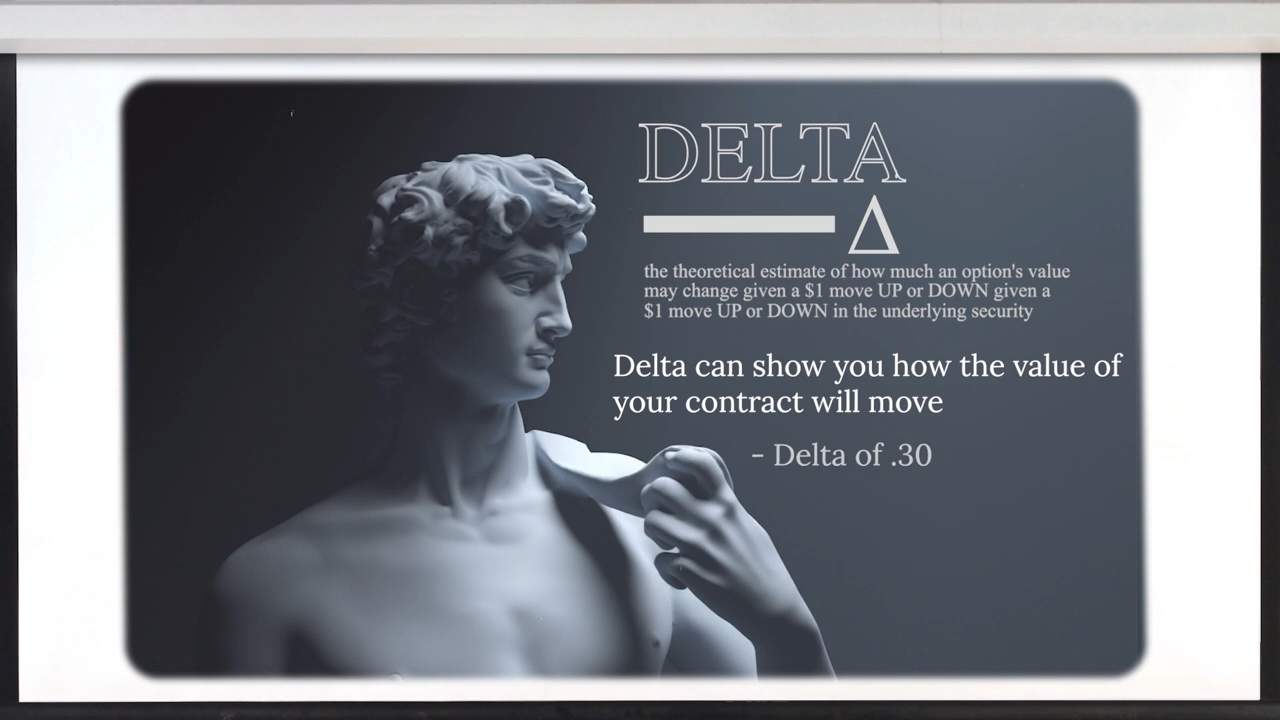 DELTA
Δ
the theoretical estimate of how much an option's value
may change given a $1 move UP or DOWN given a
$1 move UP or DOWN in the underlying security
Delta can show you how the value of
your contract will move
- Delta of .30